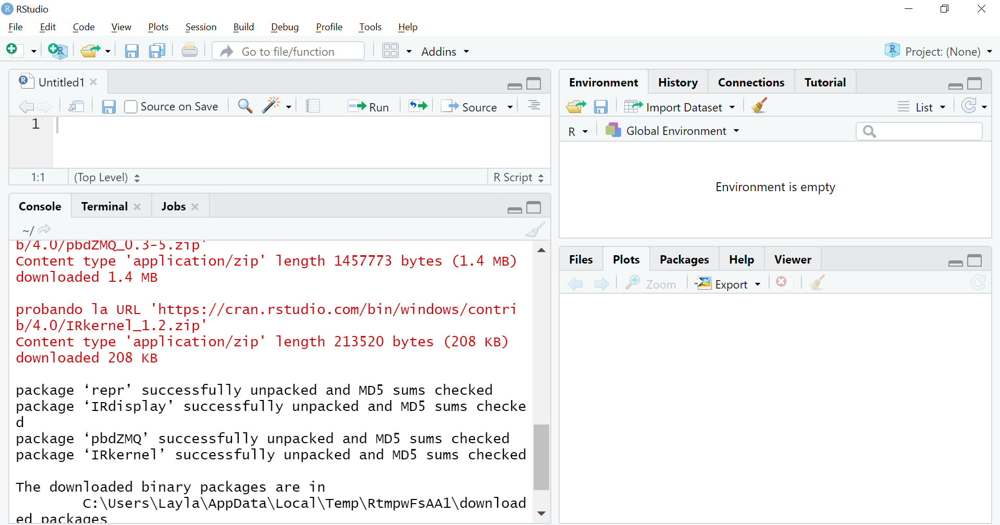 RStudio
File Edit Code View Plots Session Build Debug Profile Tools Help
Go to file/function Addins Project: (None)
Untitled1
Source on Save Run Source
1
1:1 (Top Level) R Script
Console Terminal Jobs
~/
b/4.0/pbdZMQ_0.3-5.zip'
Content type 'application/zip' length 1457773 bytes (1.4 MB)
downloaded 1.4 MB
probando la URL 'https://cran.rstudio.com/bin/windows/contri
b/4.0/IRkernel_1.2.zip'
Content type 'application/zip' length 213520 bytes (208 KB)
downloaded 208 KB
package ‘repr’ successfully unpacked and MD5 sums checked
package ‘IRdisplay’ successfully unpacked and MD5 sums checke
d
package ‘pbdZMQ’ successfully unpacked and MD5 sums checked
package ‘IRkernel’ successfully unpacked and MD5 sums checked
The downloaded binary packages are in
C:\Users\Layla\AppData\Local\Temp\RtmpwFsAA1\download
ed_packages
Environment History Connections Tutorial
Import Dataset List
R Global Environment
Environment is empty
Files Plots Packages Help Viewer
Zoom Export